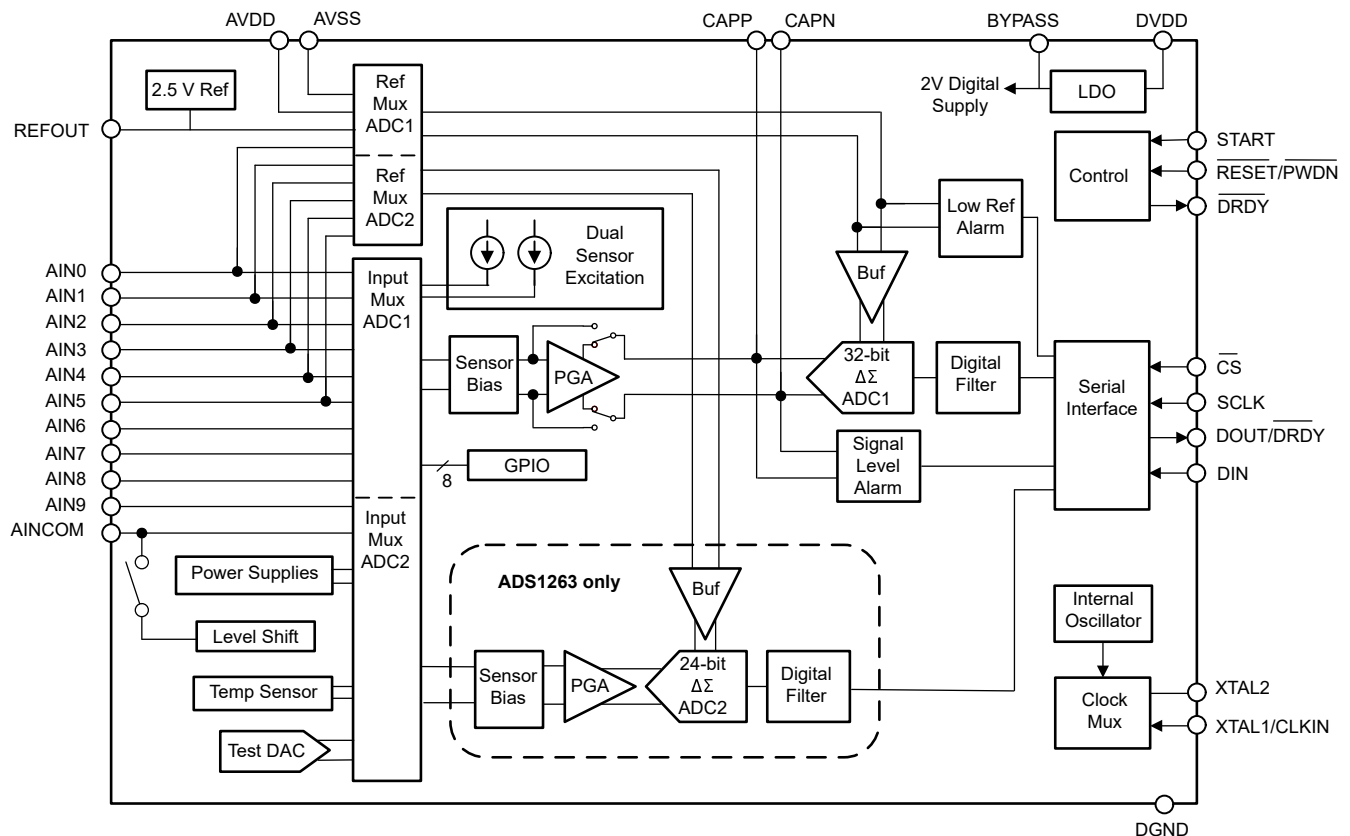 AVDD
AVSS
CAPP
CAPN
BYPASS
DVDD
2.5 V Ref
REFOUT
Ref
Mux
ADC1
Ref
Mux
ADC2
2V Digital
Supply
LDO
Control
START
RESET/PWDN
DRDY
Low Ref
Alarm
Dual
Sensor
Excitation
Buf
AIN0
AIN1
AIN2
AIN3
AIN4
AIN5
AIN6
AIN7
AIN8
AIN9
AINCOM
Input
Mux
ADC1
Sensor
Bias
PGA
32-bit
ΔΣ
ADC1
Digital
Filter
Serial
Interface
CS
SCLK
DOUT/DRDY
DIN
8
GPIO
Signal
Level
Alarm
Input
Mux
ADC2
Power Supplies
Level Shift
Temp Sensor
Test DAC
ADS1263 only
Buf
Sensor
Bias
PGA
24-bit
ΔΣ
ADC2
Digital
Filter
Internal
Oscillator
Clock
Mux
XTAL2
XTAL1/CLKIN
DGND